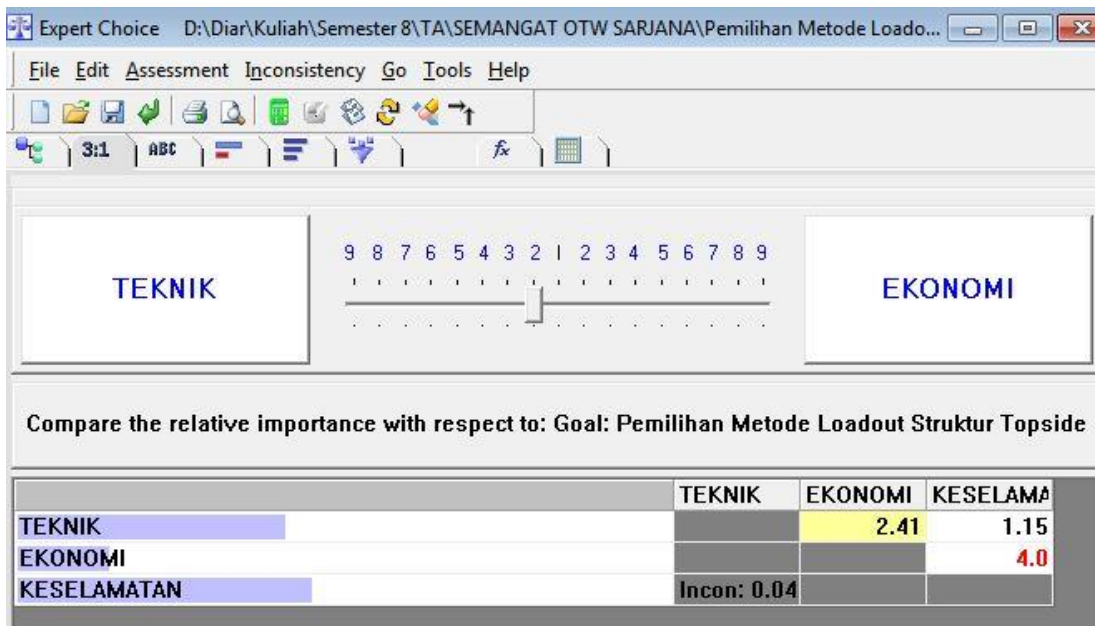 Expert Choice D:\Diar\Kuliah\Semester 8\TA\SEMANGAT OTW SARJANA\Pemilihan Metode Loado...
File Edit Assessment Inconsistency Go Tools Help
3:1 ABC fx
9 8 7 6 5 4 3 2 1 2 3 4 5 6 7 8 9
TEKNIK EKONOMI
Compare the relative importance with respect to: Goal: Pemilihan Metode Loadout Struktur Topside
TEKNIK EKONOMI KESELAMA
TEKNIK 2.41 1.15
EKONOMI 4.0
KESELAMATAN Incon: 0.04